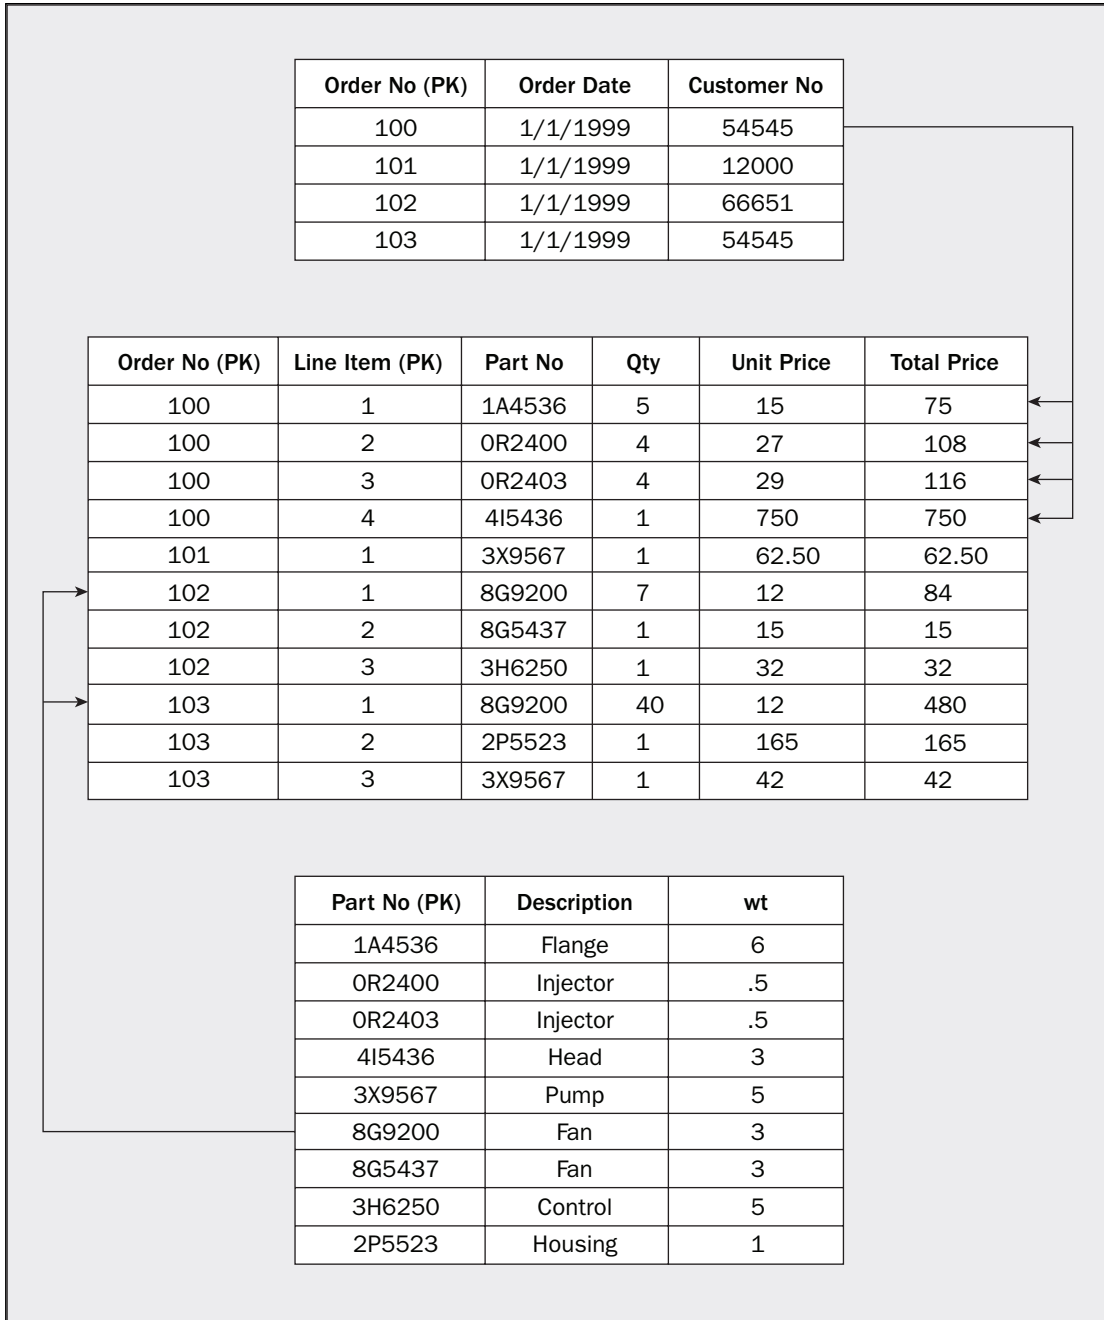 Order No (PK) Order Date Customer No
100 1/1/1999 54545
101 1/1/1999 12000
102 1/1/1999 66651
103 1/1/1999 54545
Order No (PK) Line Item (PK) Part No Qty Unit Price Total Price
100 1 1A4536 5 15 75
100 2 0R2400 4 27 108
100 3 0R2403 4 29 116
100 4 4I5436 1 750 750
101 1 3X9567 1 62.50 62.50
102 1 8G9200 7 12 84
102 2 8G5437 1 15 15
102 3 3H6250 1 32 32
103 1 8G9200 40 12 480
103 2 2P5523 1 165 165
103 3 3X9567 1 42 42
Part No (PK) Description wt
1A4536 Flange 6
0R2400 Injector .5
0R2403 Injector .5
4I5436 Head 3
3X9567 Pump 5
8G9200 Fan 3
8G5437 Fan 3
3H6250 Control 5
2P5523 Housing 1